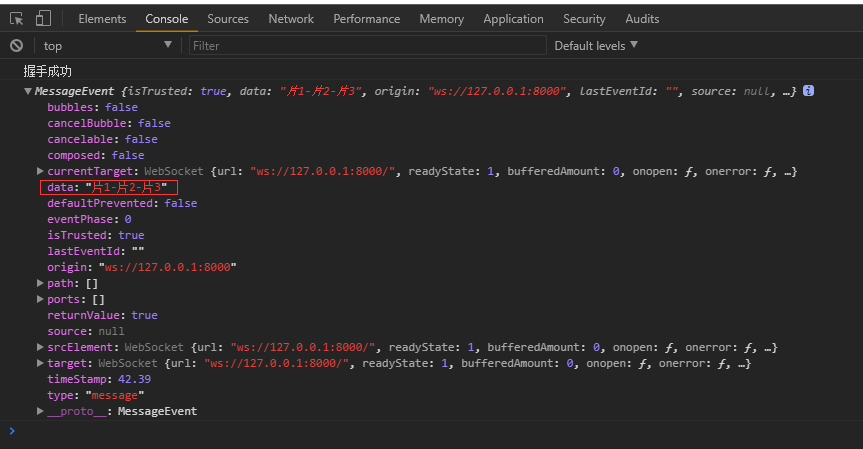 Elements Console Sources Network Performance Memory Application Security Audits
top Filter Default levels
握手成功
MessageEvent {isTrusted: true, data: "片1-片2-片3", origin: "ws://127.0.0.1:8000", lastEventId: "", source: null, …}
bubbles: false
cancelBubble: false
cancelable: false
composed: false
currentTarget: WebSocket {url: "ws://127.0.0.1:8000/", readyState: 1, bufferedAmount: 0, onopen: ƒ, onerror: ƒ, …}
data: "片1-片2-片3"
defaultPrevented: false
eventPhase: 0
isTrusted: true
lastEventId: ""
origin: "ws://127.0.0.1:8000"
path: []
ports: []
returnValue: true
source: null
srcElement: WebSocket {url: "ws://127.0.0.1:8000/", readyState: 1, bufferedAmount: 0, onopen: ƒ, onerror: ƒ, …}
target: WebSocket {url: "ws://127.0.0.1:8000/", readyState: 1, bufferedAmount: 0, onopen: ƒ, onerror: ƒ, …}
timeStamp: 42.39
type: "message"
__proto__: MessageEvent